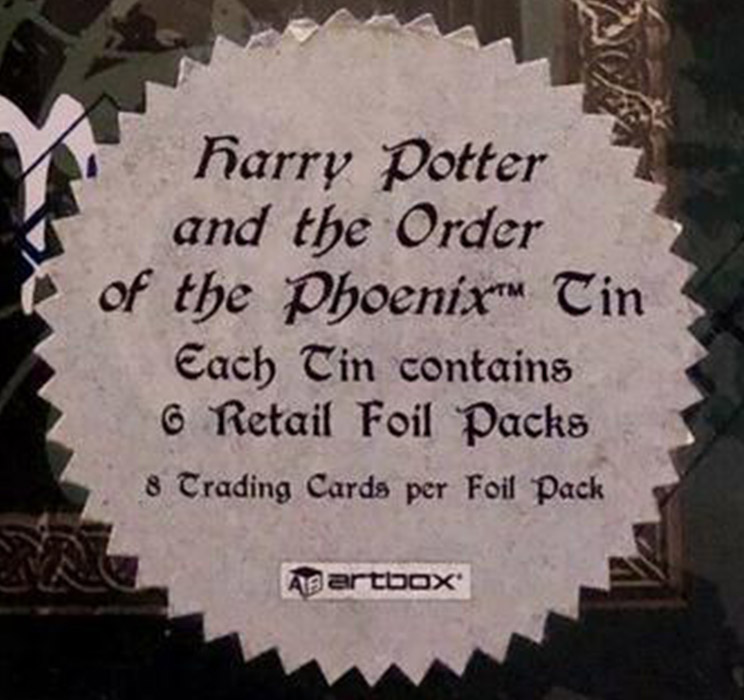 Harry Potter
and the Order
of the Phoenix™ Tin
Each Tin contains
6 Retail Foil Packs
8 Trading Cards per Foil Pack
artbox